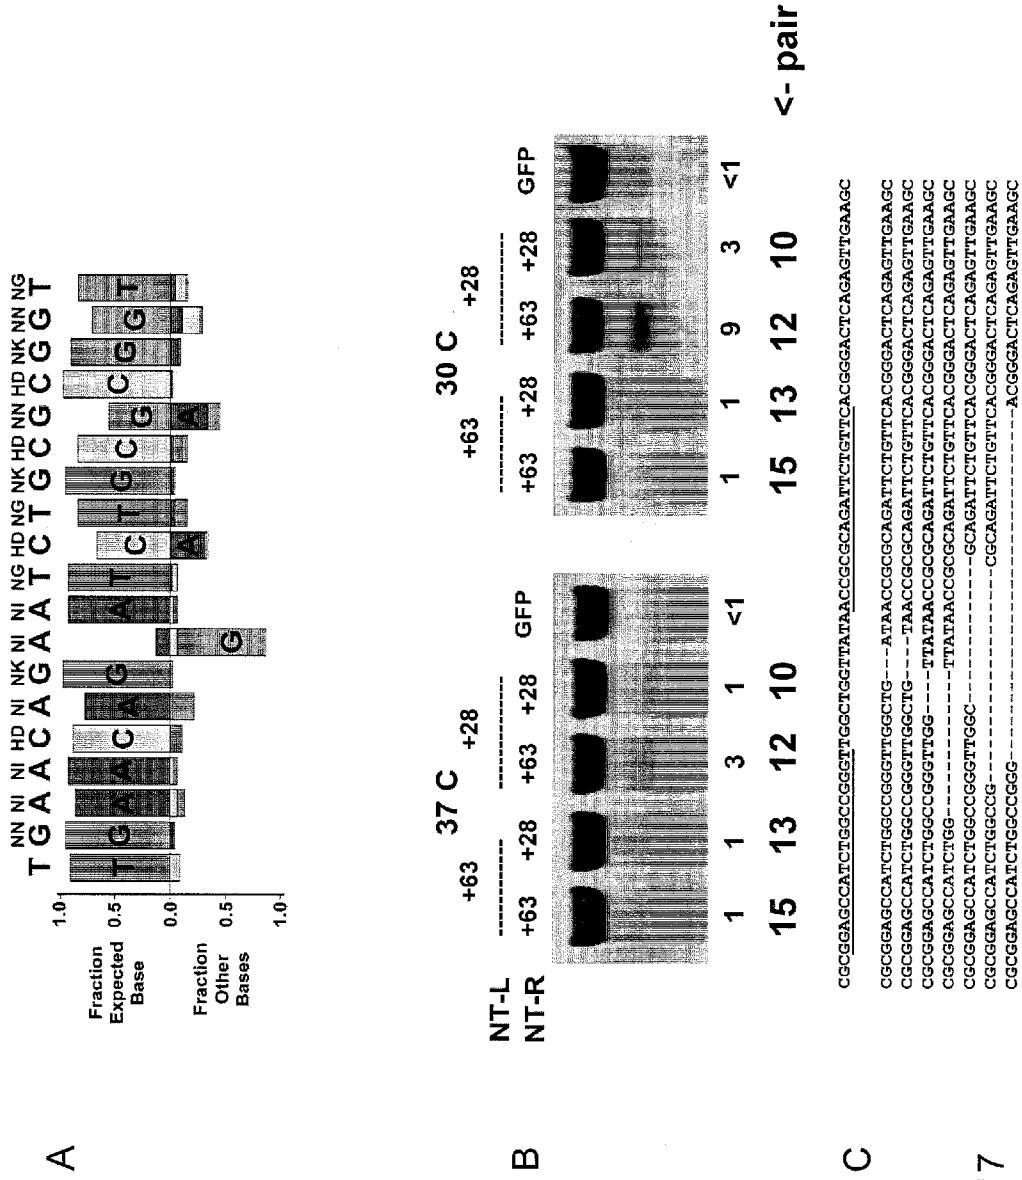 A
NN NI NI HD NI NK NI NI NG HD NG NK HD NN HD NK NN NG
T G A A C A G A A T C T G C G C G G T
1.0
0.5
0.0
0.5
1.0
Fraction
Expected
Base
Fraction
Other
Bases
T G A A C A G A T C T G C G C G G T
G A A
B
37 C
30 C
NT-L +63 +28 +63 +28
NT-R +63 +28 +63 +28 GFP +63 +28 +63 +28 GFP
1 1 3 1 <1 1 1 9 3 <1
15 13 12 10 15 13 12 10 <- pair
C
CGCGGAGCCATCTGGCCGGGTTGGCTGGTTATAACCGCGCAGATTCTGTTCACGGGACTCAGAGTTGAAGC
CGCGGAGCCATCTGGCCGGGTTGGCTG---ATAACCGCGCAGATTCTGTTCACGGGACTCAGAGTTGAAGC
CGCGGAGCCATCTGGCCGGGTTGGCTG----TAACCGCGCAGATTCTGTTCACGGGACTCAGAGTTGAAGC
CGCGGAGCCATCTGGCCGGGTTGG----TTATAACCGCGCAGATTCTGTTCACGGGACTCAGAGTTGAAGC
CGCGGAGCCATCTGG-------------TTATAACCGCGCAGATTCTGTTCACGGGACTCAGAGTTGAAGC
CGCGGAGCCATCTGGCCGGGTTGGC-------------GCAGATTCTGTTCACGGGACTCAGAGTTGAAGC
CGCGGAGCCATCTGGCCG-------------------CGCAGATTCTGTTCACGGGACTCAGAGTTGAAGC
CGCGGAGCCATCTGGCCGGG-------------------------------ACGGGACTCAGAGTTGAAGC
7